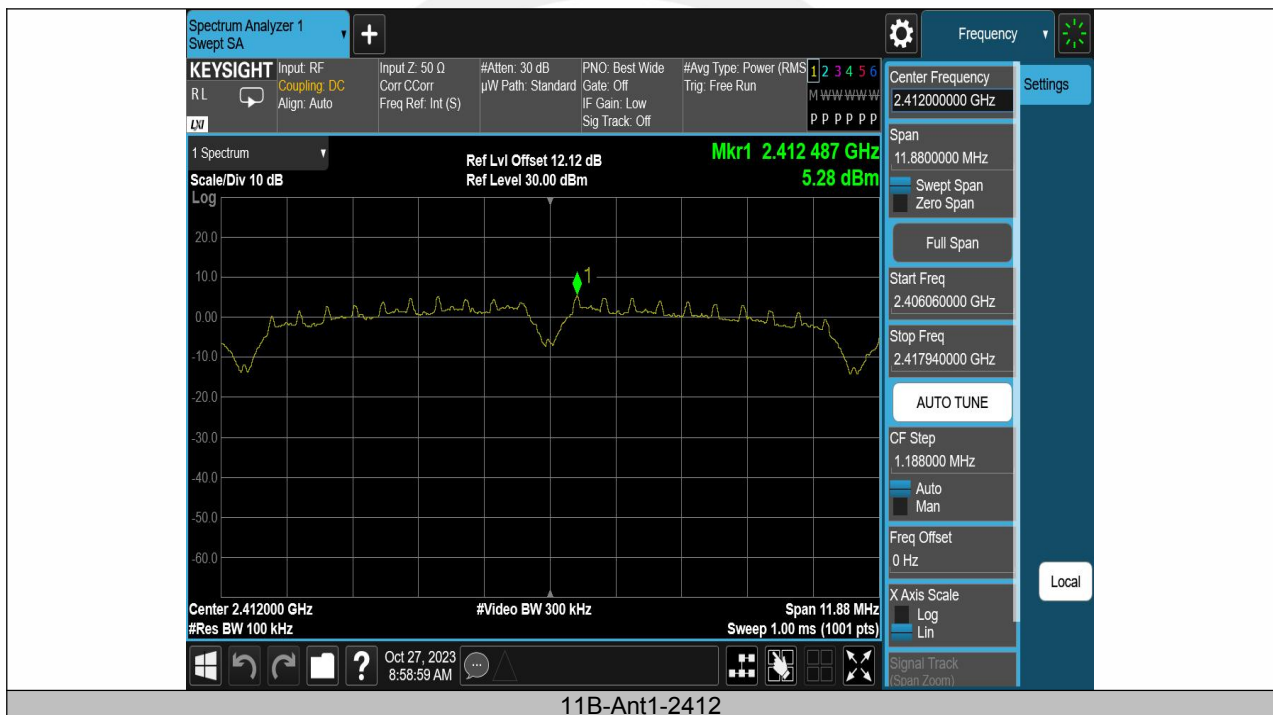 Spectrum Analyzer 1
Swept SA
+
Frequency
KEYSIGHT
RL
LXI
Input: RF
Coupling: DC
Align: Auto
Input Z: 50 Ω
Corr CCorr
Freq Ref: Int (S)
#Atten: 30 dB
µW Path: Standard
PNO: Best Wide
Gate: Off
IF Gain: Low
Sig Track: Off
#Avg Type: Power (RMS
Trig: Free Run
1 2 3 4 5 6
M W W W W W
P P P P P P
1 Spectrum
Scale/Div 10 dB
Log
Ref Lvl Offset 12.12 dB
Ref Level 30.00 dBm
Mkr1 2.412 487 GHz
5.28 dBm
20.0
10.0
0.00
-10.0
-20.0
-30.0
-40.0
-50.0
-60.0
1
Center 2.412000 GHz
#Res BW 100 kHz
#Video BW 300 kHz
Span 11.88 MHz
Sweep 1.00 ms (1001 pts)
Center Frequency
2.412000000 GHz
Settings
Span
11.8800000 MHz
Swept Span
Zero Span
Full Span
Start Freq
2.406060000 GHz
Stop Freq
2.417940000 GHz
AUTO TUNE
CF Step
1.188000 MHz
Auto
Man
Freq Offset
0 Hz
X Axis Scale
Log
Lin
Local
Signal Track
(Span Zoom)
?
Oct 27, 2023
8:58:59 AM
11B-Ant1-2412